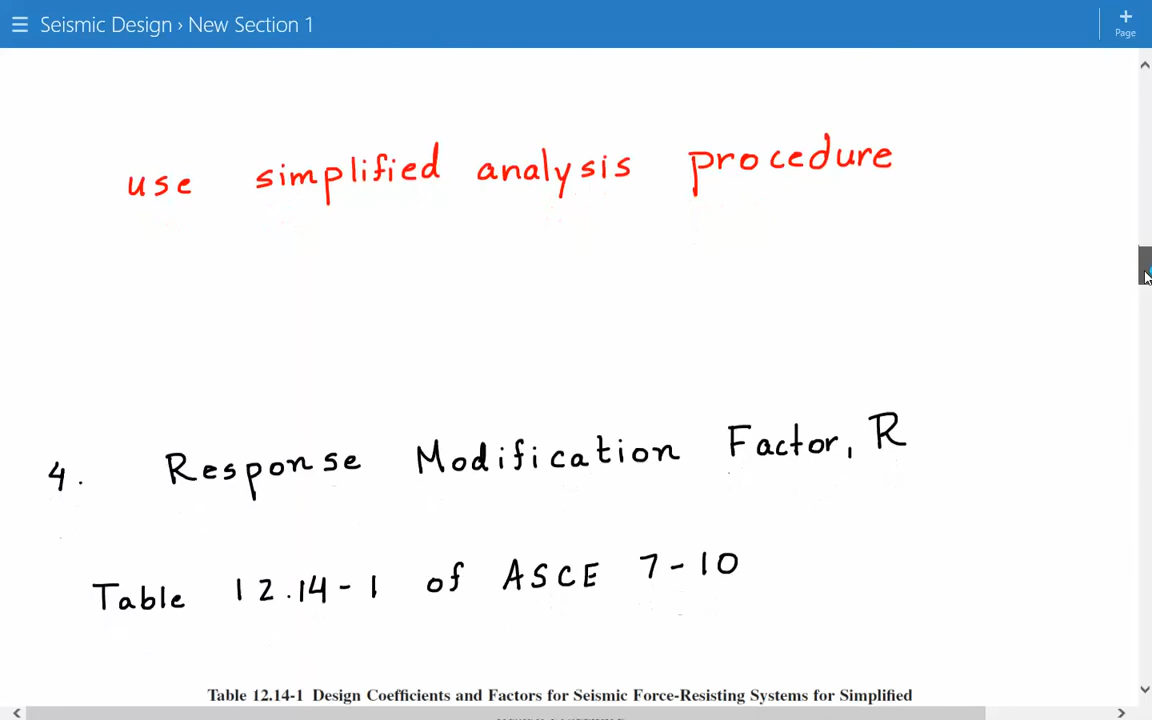 Seismic Design › New Section 1
Page
use simplified analysis procedure
4. Response Modification Factor, R
Table 12.14-1 of ASCE 7-10
Table 12.14-1 Design Coefficients and Factors for Seismic Force-Resisting Systems for Simplified